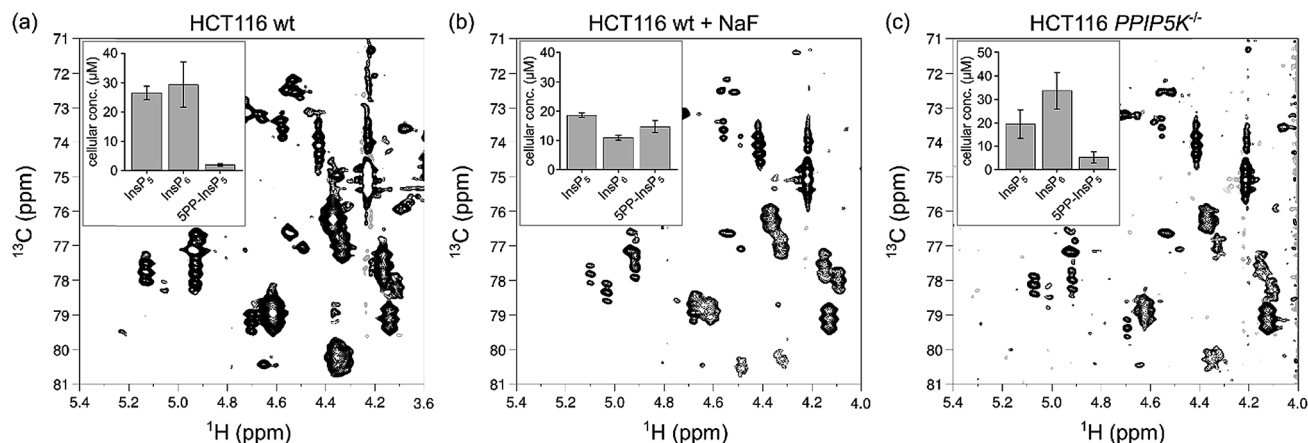 (a) HCT116 wt
cellular conc. (µM)
40
30
20
10
0
InsP5
InsP6
5PP-InsP5
13C (ppm)
71
72
73
74
75
76
77
78
79
80
81
5.4 5.2 5.0 4.8 4.6 4.4 4.2 3.6
1H (ppm)
(b) HCT116 wt + NaF
cellular conc. (µM)
40
30
20
10
0
InsP5
InsP6
5PP-InsP5
13C (ppm)
71
72
73
74
75
76
77
78
79
80
81
5.4 5.2 5.0 4.8 4.6 4.4 4.2 4.0
1H (ppm)
(c) HCT116 PPIP5K-/-
cellular conc. (µM)
50
40
30
20
10
0
InsP5
InsP6
5PP-InsP5
13C (ppm)
71
72
73
74
75
76
77
78
79
80
81
5.4 5.2 5.0 4.8 4.6 4.4 4.2 4.0
1H (ppm)